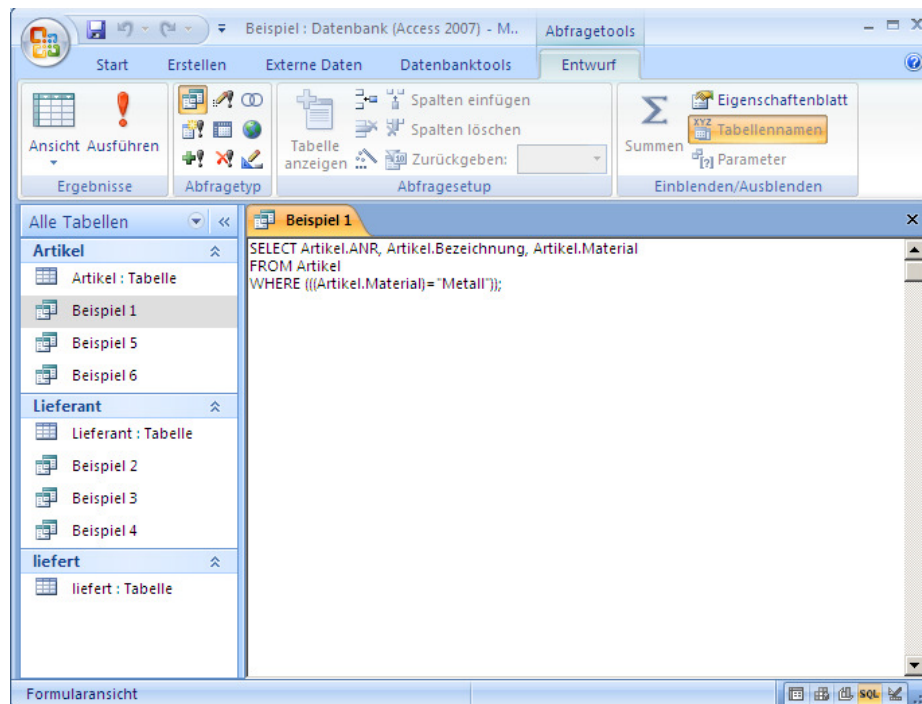 Beispiel : Datenbank (Access 2007) - M..
Abfragetools
Start Erstellen Externe Daten Datenbanktools Entwurf
Ansicht Ausführen
Ergebnisse
Abfragetyp
Tabelle anzeigen
Spalten einfügen
Spalten löschen
Zurückgeben:
Abfragesetup
Summen
Eigenschaftenblatt
XYZ Tabellennamen
[?] Parameter
Einblenden/Ausblenden
Alle Tabellen
Artikel
Artikel : Tabelle
Beispiel 1
Beispiel 5
Beispiel 6
Lieferant
Lieferant : Tabelle
Beispiel 2
Beispiel 3
Beispiel 4
liefert
liefert : Tabelle
Beispiel 1
SELECT Artikel.ANR, Artikel.Bezeichnung, Artikel.Material
FROM Artikel
WHERE (((Artikel.Material)="Metall"));
Formularansicht
SQL